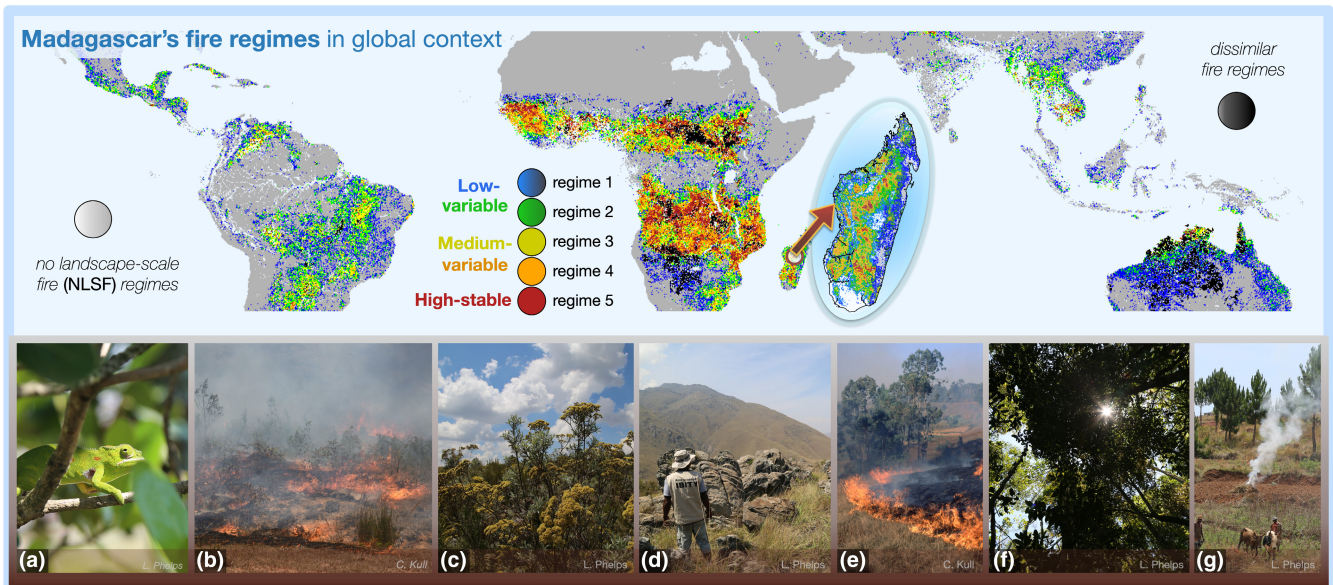 Madagascar's fire regimes in global context
dissimilar
fire regimes
no landscape-scale
fire (NLSF) regimes
Low-
variable
Medium-
variable
High-stable
regime 1
regime 2
regime 3
regime 4
regime 5
IBITY
(a)
L. Phelps
(b)
C. Kull
(c)
L. Phelps
(d)
L. Phelps
(e)
C. Kull
(f)
L. Phelps
(g)
L. Phelps